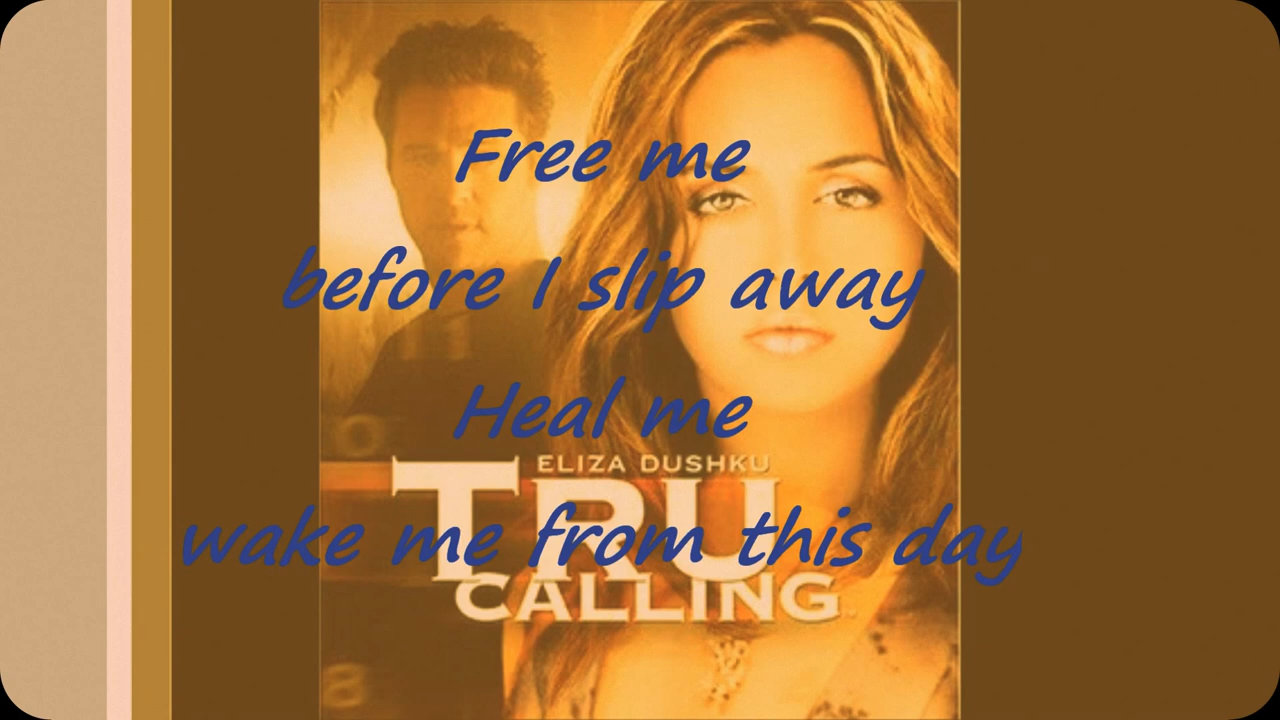 Free me
before I slip away
Heal me
ELIZA DUSHKU
TRU
wake me from this day
CALLING